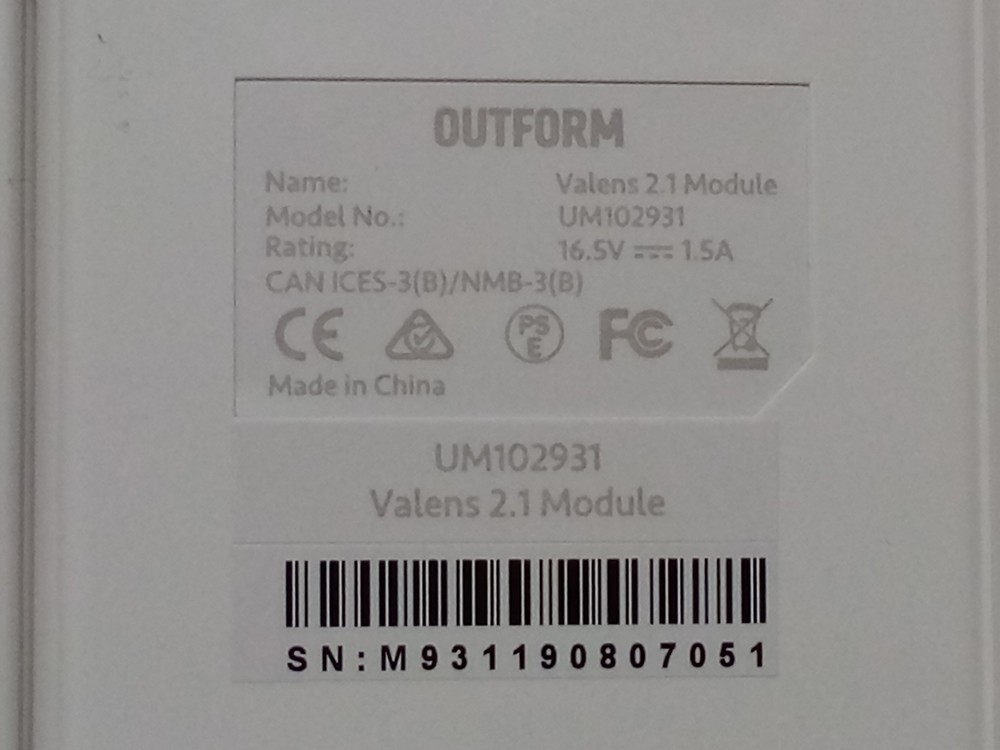 OUTFORM
Name: Valens 2.1 Module
Model No.: UM102931
Rating: 16.5V ⎓ 1.5A
CAN ICES-3(B)/NMB-3(B)
CE PS E FC
Made in China
UM102931
Valens 2.1 Module
SN:M931190807051